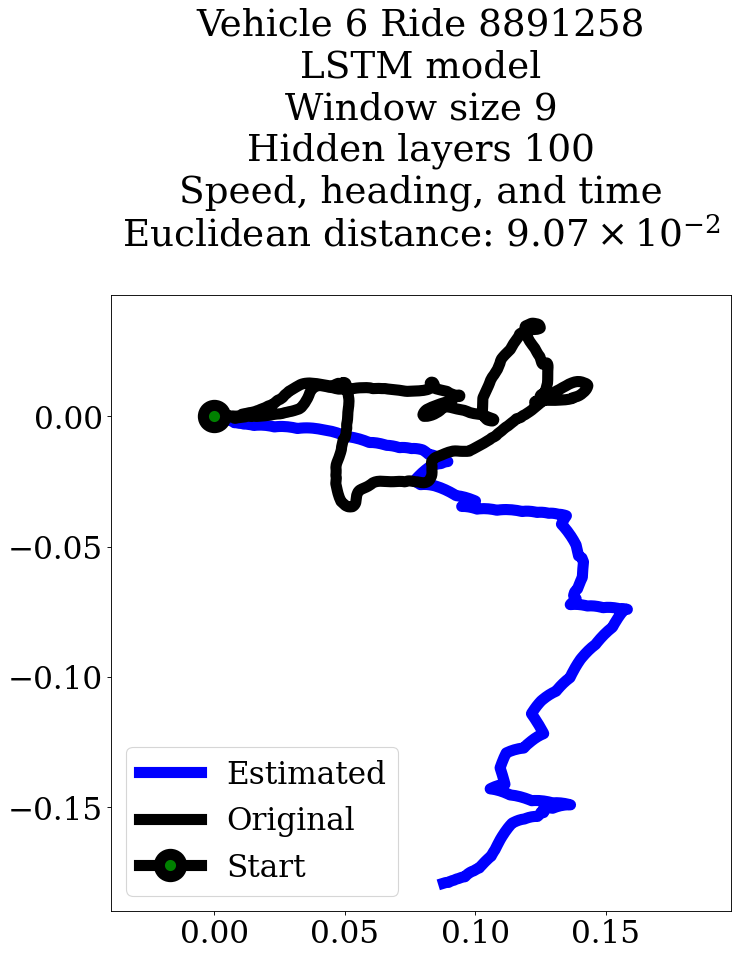 Vehicle 6 Ride 8891258
LSTM model
Window size 9
Hidden layers 100
Speed, heading, and time
Euclidean distance: 9.07 × 10⁻²
0.00
−0.05
−0.10
−0.15
Estimated
Original
Start
0.00 0.05 0.10 0.15